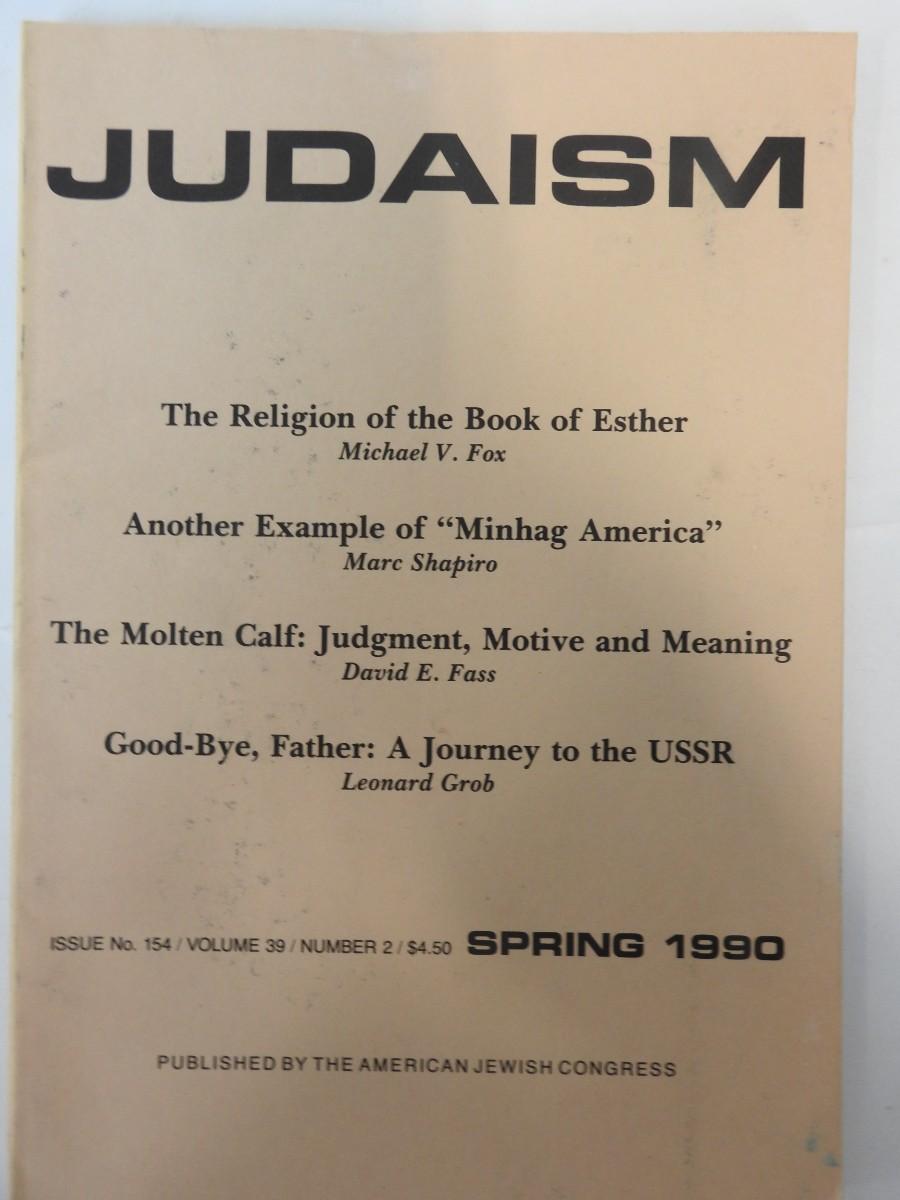 JUDAISM
The Religion of the Book of Esther
Michael V. Fox
Another Example of “Minhag America”
Marc Shapiro
The Molten Calf: Judgment, Motive and Meaning
David E. Fass
Good-Bye, Father: A Journey to the USSR
Leonard Grob
ISSUE No. 154 / VOLUME 39 / NUMBER 2 / $4.50 SPRING 1990
PUBLISHED BY THE AMERICAN JEWISH CONGRESS